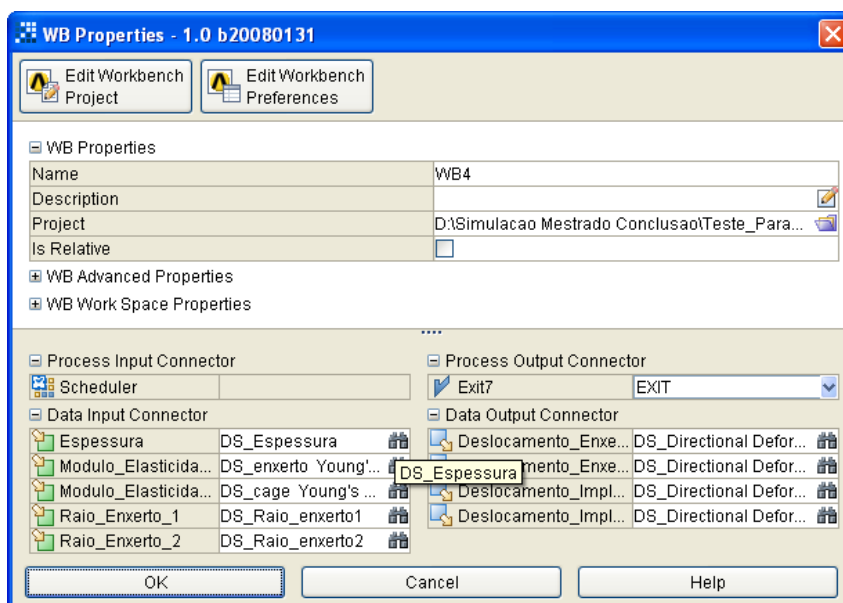 WB Properties - 1.0 b20080131
Edit Workbench Project
Edit Workbench Preferences
WB Properties
Name WB4
Description
Project D:\Simulacao Mestrado Conclusao\Teste_Para...
Is Relative
WB Advanced Properties
WB Work Space Properties
Process Input Connector
Scheduler
Data Input Connector
Espessura DS_Espessura
Modulo_Elasticida... DS_enxerto Young'...
Modulo_Elasticida... DS_cage Young's ...
Raio_Enxerto_1 DS_Raio_enxerto1
Raio_Enxerto_2 DS_Raio_enxerto2
DS_Espessura
Process Output Connector
Exit7 EXIT
Data Output Connector
Deslocamento_Enxe... DS_Directional Defor...
mento_Enxe... DS_Directional Defor...
Deslocamento_Impl... DS_Directional Defor...
Deslocamento_Impl... DS_Directional Defor...
OK Cancel Help